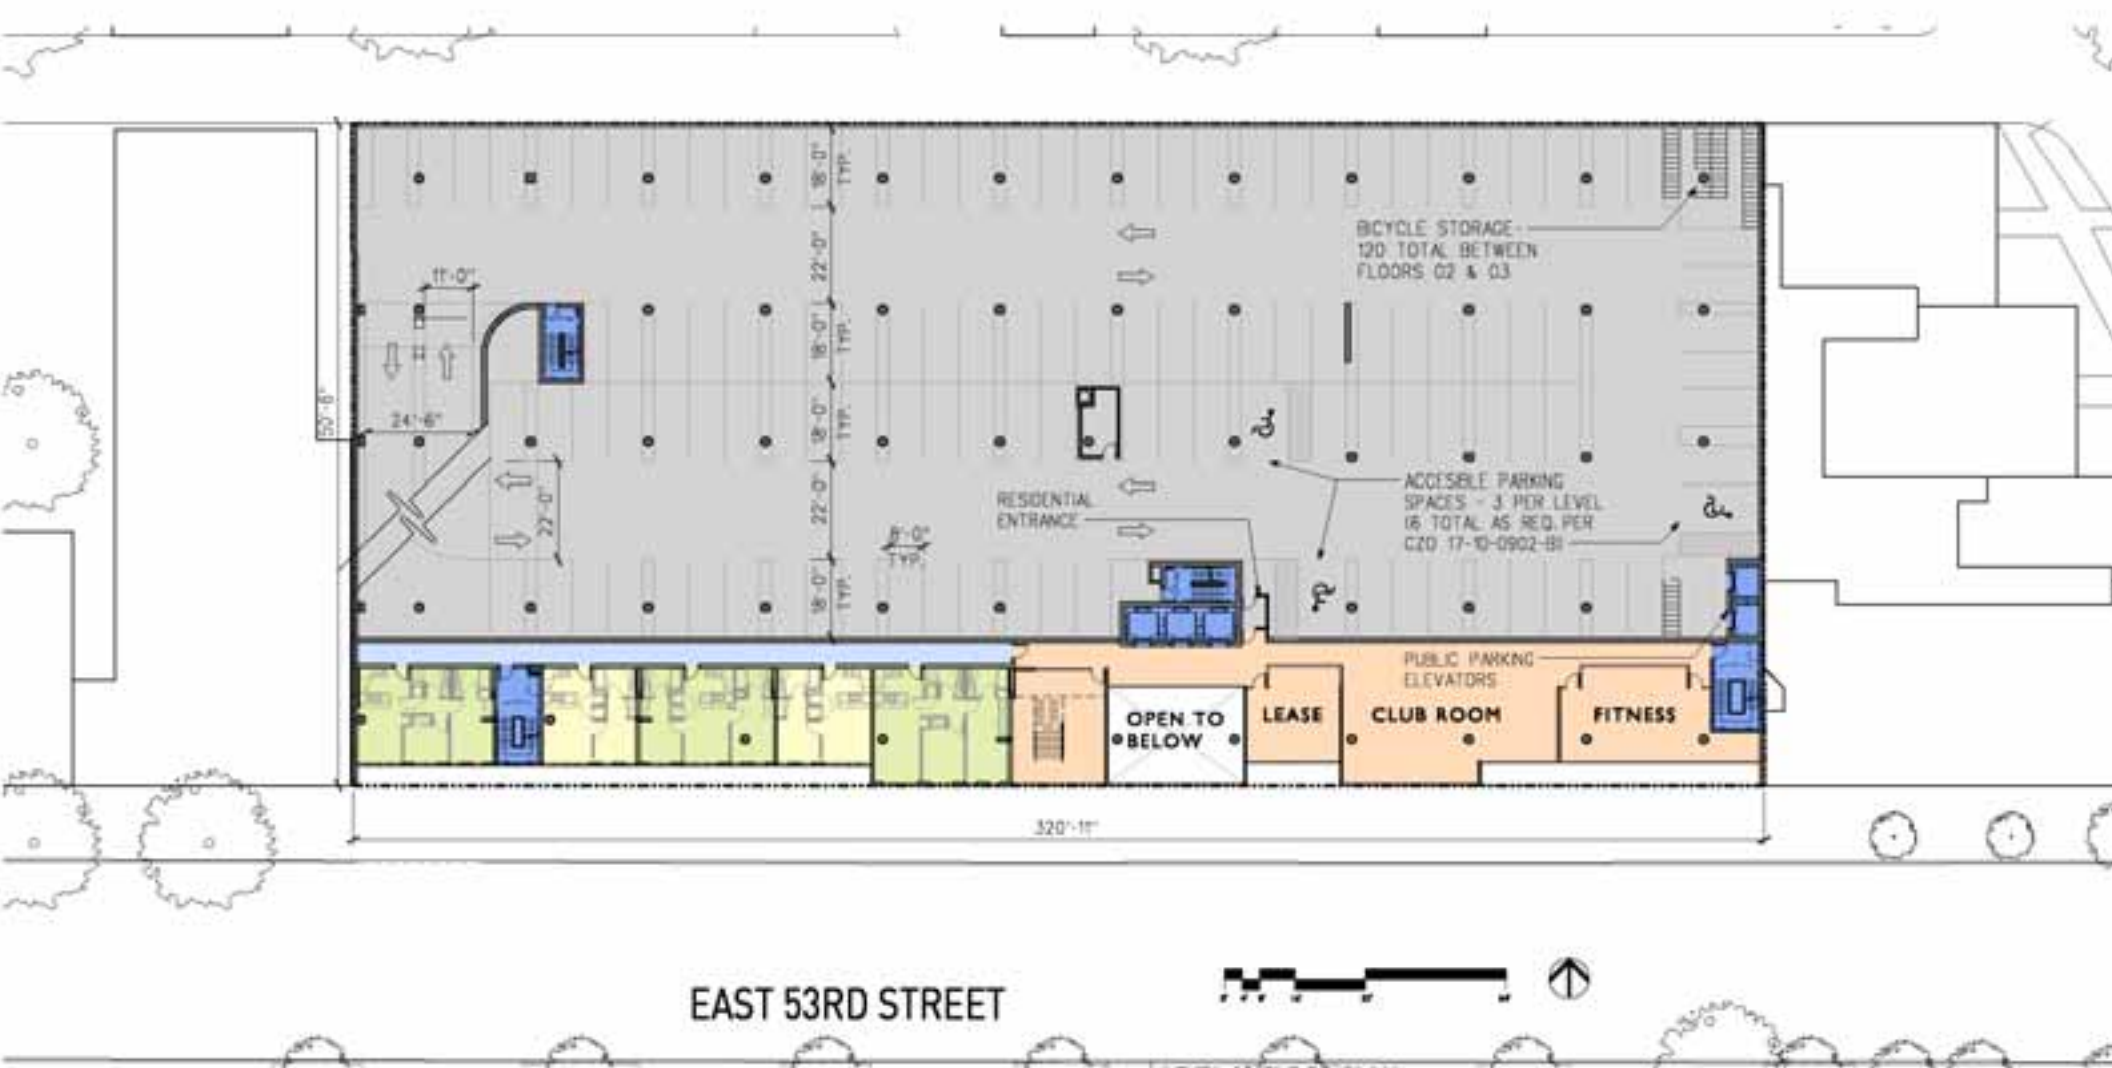 18'-0"
TYP.
22'-0"
BICYCLE STORAGE-
120 TOTAL BETWEEN
FLOORS 02 & 03
11'-0"
18'-0"
TYP.
50'-6"
24'-6"
18'-0"
TYP.
22'-0"
22'-0"
RESIDENTIAL
ENTRANCE
8'-0"
TYP.
ACCESIBLE PARKING
SPACES - 3 PER LEVEL
(6 TOTAL AS REQ. PER
CZO 17-10-0902-B)
18'-0"
TYP.
PUBLIC PARKING
ELEVATORS
OPEN TO
BELOW
LEASE
CLUB ROOM
FITNESS
320'-11"
EAST 53RD STREET